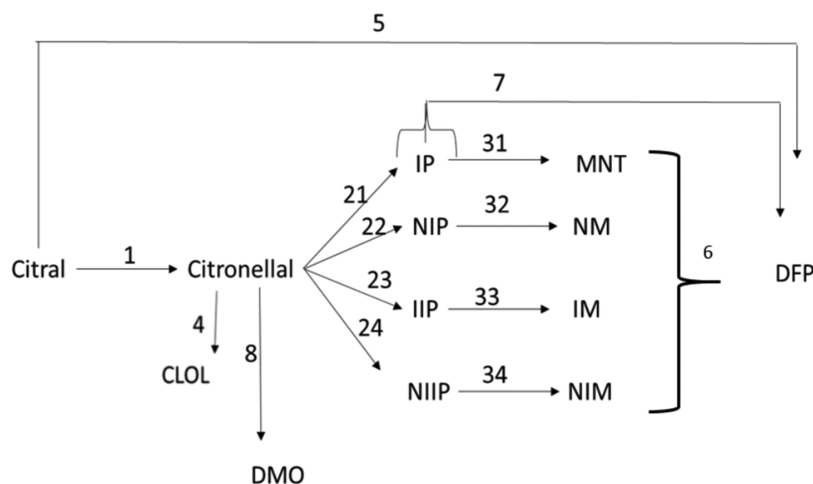 5
7
IP 31 MNT
21
22 NIP 32 NM
6
Citral 1 Citronellal
DFP
23
IIP 33 IM
24
4
8
CLOL
NIIP 34 NIM
DMO